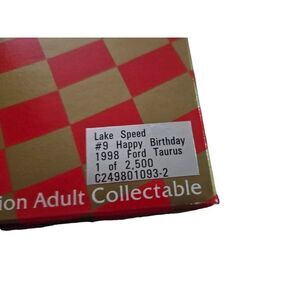 Lake Speed
#9 Happy Birthday
1998 Ford Taurus
1 of 2,500
C249801093-2
ion Adult Collectable